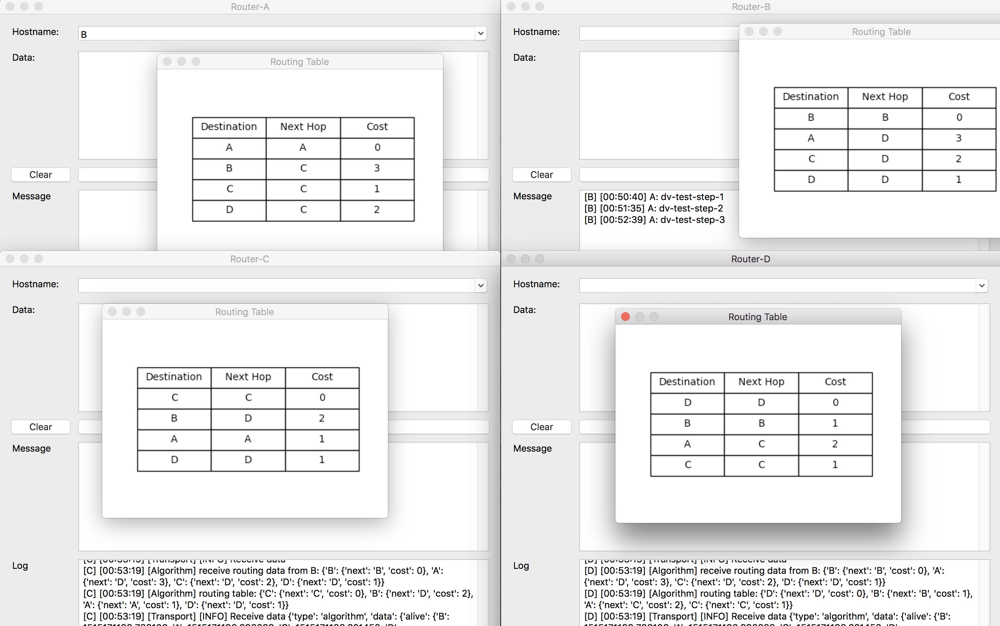 Router-A
Hostname:
B
Data:
Routing Table
Destination Next Hop Cost
A A 0
B C 3
C C 1
D C 2
Clear
Message
Router-B
Hostname:
Routing Table
Data:
Destination Next Hop Cost
B B 0
A D 3
C D 2
D D 1
Clear
Message
[B] [00:50:40] A: dv-test-step-1
[B] [00:51:35] A: dv-test-step-2
[B] [00:52:39] A: dv-test-step-3
Router-C
Hostname:
Data:
Routing Table
Destination Next Hop Cost
C C 0
B D 2
A A 1
D D 1
Clear
Message
Log
[C] [00:53:19] [Transport] [INFO] Receive data
[C] [00:53:19] [Algorithm] receive routing data from B: {'B': {'next': 'B', 'cost': 0}, 'A':
{'next': 'D', 'cost': 3}, 'C': {'next': 'D', 'cost': 2}, 'D': {'next': 'D', 'cost': 1}}
[C] [00:53:19] [Algorithm] routing table: {'C': {'next': 'C', 'cost': 0}, 'B': {'next': 'D', 'cost': 2},
'A': {'next': 'A', 'cost': 1}, 'D': {'next': 'D', 'cost': 1}}
[C] [00:53:19] [Transport] [INFO] Receive data {'type': 'algorithm', 'data': {'alive': {'B':
Router-D
Hostname:
Data:
Routing Table
Destination Next Hop Cost
D D 0
B B 1
A C 2
C C 1
Clear
Message
Log
[D] [00:53:19] [Transport] [INFO] Receive data
[D] [00:53:19] [Algorithm] receive routing data from B: {'B': {'next': 'B', 'cost': 0}, 'A':
{'next': 'D', 'cost': 3}, 'C': {'next': 'D', 'cost': 2}, 'D': {'next': 'D', 'cost': 1}}
[D] [00:53:19] [Algorithm] routing table: {'D': {'next': 'D', 'cost': 0}, 'B': {'next': 'B', 'cost': 1},
'A': {'next': 'C', 'cost': 2}, 'C': {'next': 'C', 'cost': 1}}
[D] [00:53:19] [Transport] [INFO] Receive data {'type': 'algorithm', 'data': {'alive': {'B':